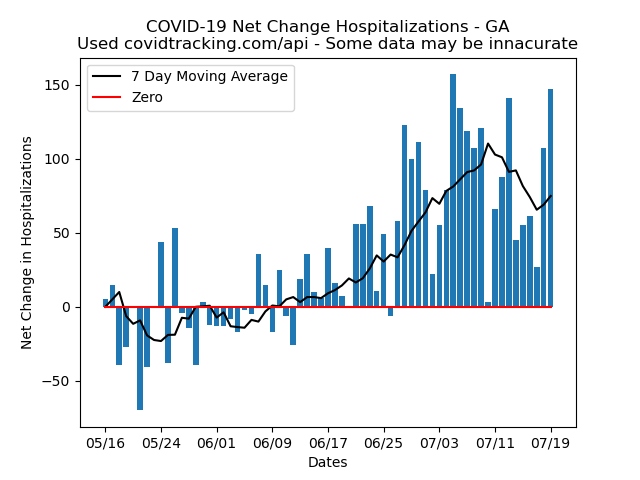 COVID-19 Net Change Hospitalizations - GA
Used covidtracking.com/api - Some data may be innacurate
7 Day Moving Average
Zero
150
100
50
0
−50
Net Change in Hospitalizations
05/16 05/24 06/01 06/09 06/17 06/25 07/03 07/11 07/19
Dates